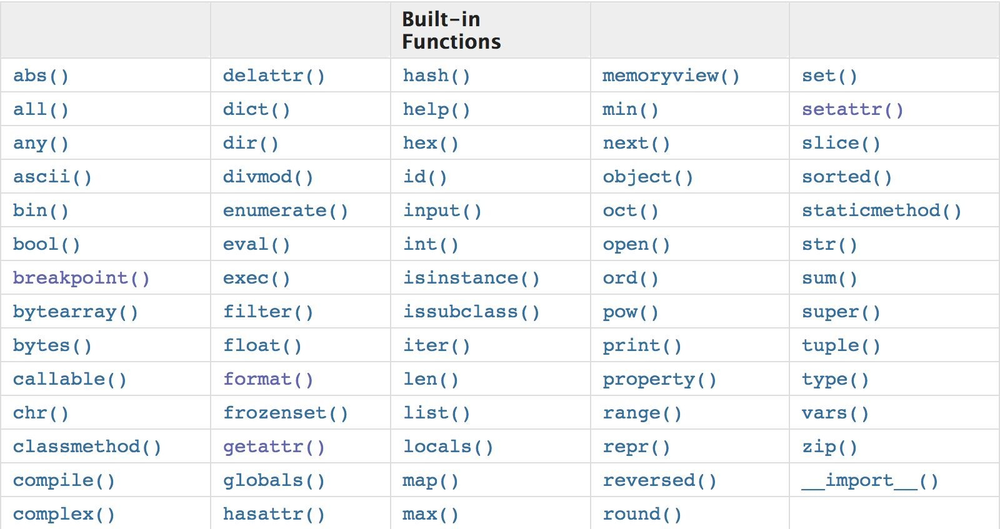 Built-in
Functions
abs() delattr() hash() memoryview() set()
all() dict() help() min() setattr()
any() dir() hex() next() slice()
ascii() divmod() id() object() sorted()
bin() enumerate() input() oct() staticmethod()
bool() eval() int() open() str()
breakpoint() exec() isinstance() ord() sum()
bytearray() filter() issubclass() pow() super()
bytes() float() iter() print() tuple()
callable() format() len() property() type()
chr() frozenset() list() range() vars()
classmethod() getattr() locals() repr() zip()
compile() globals() map() reversed() __import__()
complex() hasattr() max() round()